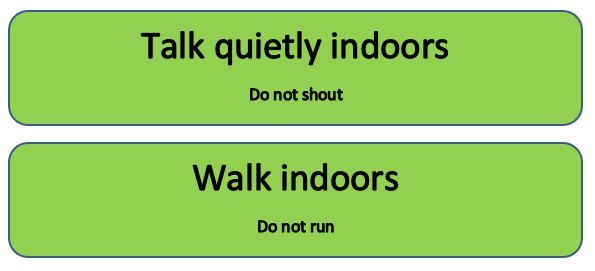 Talk quietly indoors
Do not shout
Walk indoors
Do not run